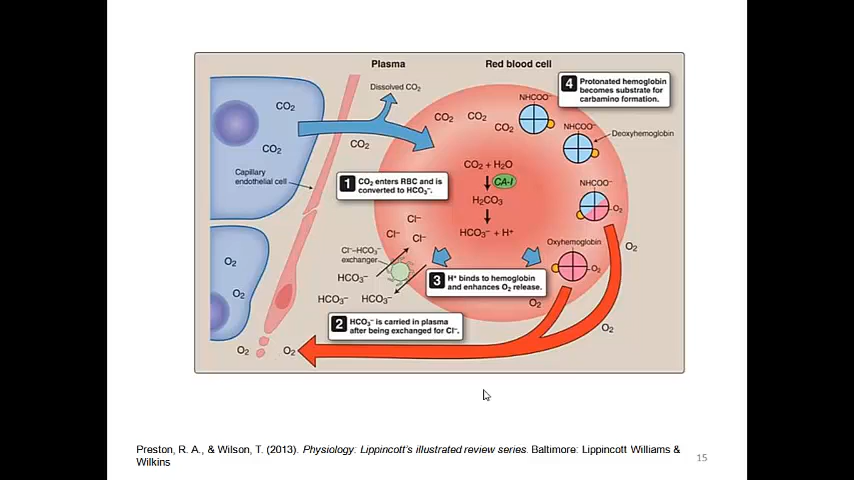 Plasma
Red blood cell
4 Protonated hemoglobin
becomes substrate for
carbamino formation.
Dissolved CO₂
CO₂
CO₂
CO₂
CO₂
CO₂
CO₂
NHCOO⁻
NHCOO⁻
Deoxyhemoglobin
Capillary
endothelial cell
1 CO₂ enters RBC and is
converted to HCO₃⁻.
CO₂ + H₂O
CA-I
H₂CO₃
HCO₃⁻ + H⁺
NHCOO⁻
O₂
Cl⁻
Cl⁻
Cl⁻
Cl⁻–HCO₃⁻
exchanger
HCO₃⁻
HCO₃⁻
HCO₃⁻
Oxyhemoglobin
O₂
O₂
3 H⁺ binds to hemoglobin
and enhances O₂ release.
O₂
O₂
O₂
O₂
2 HCO₃⁻ is carried in plasma
after being exchanged for Cl⁻.
O₂
O₂
Preston, R. A., & Wilson, T. (2013). Physiology: Lippincott's illustrated review series. Baltimore: Lippincott Williams &
Wilkins
15